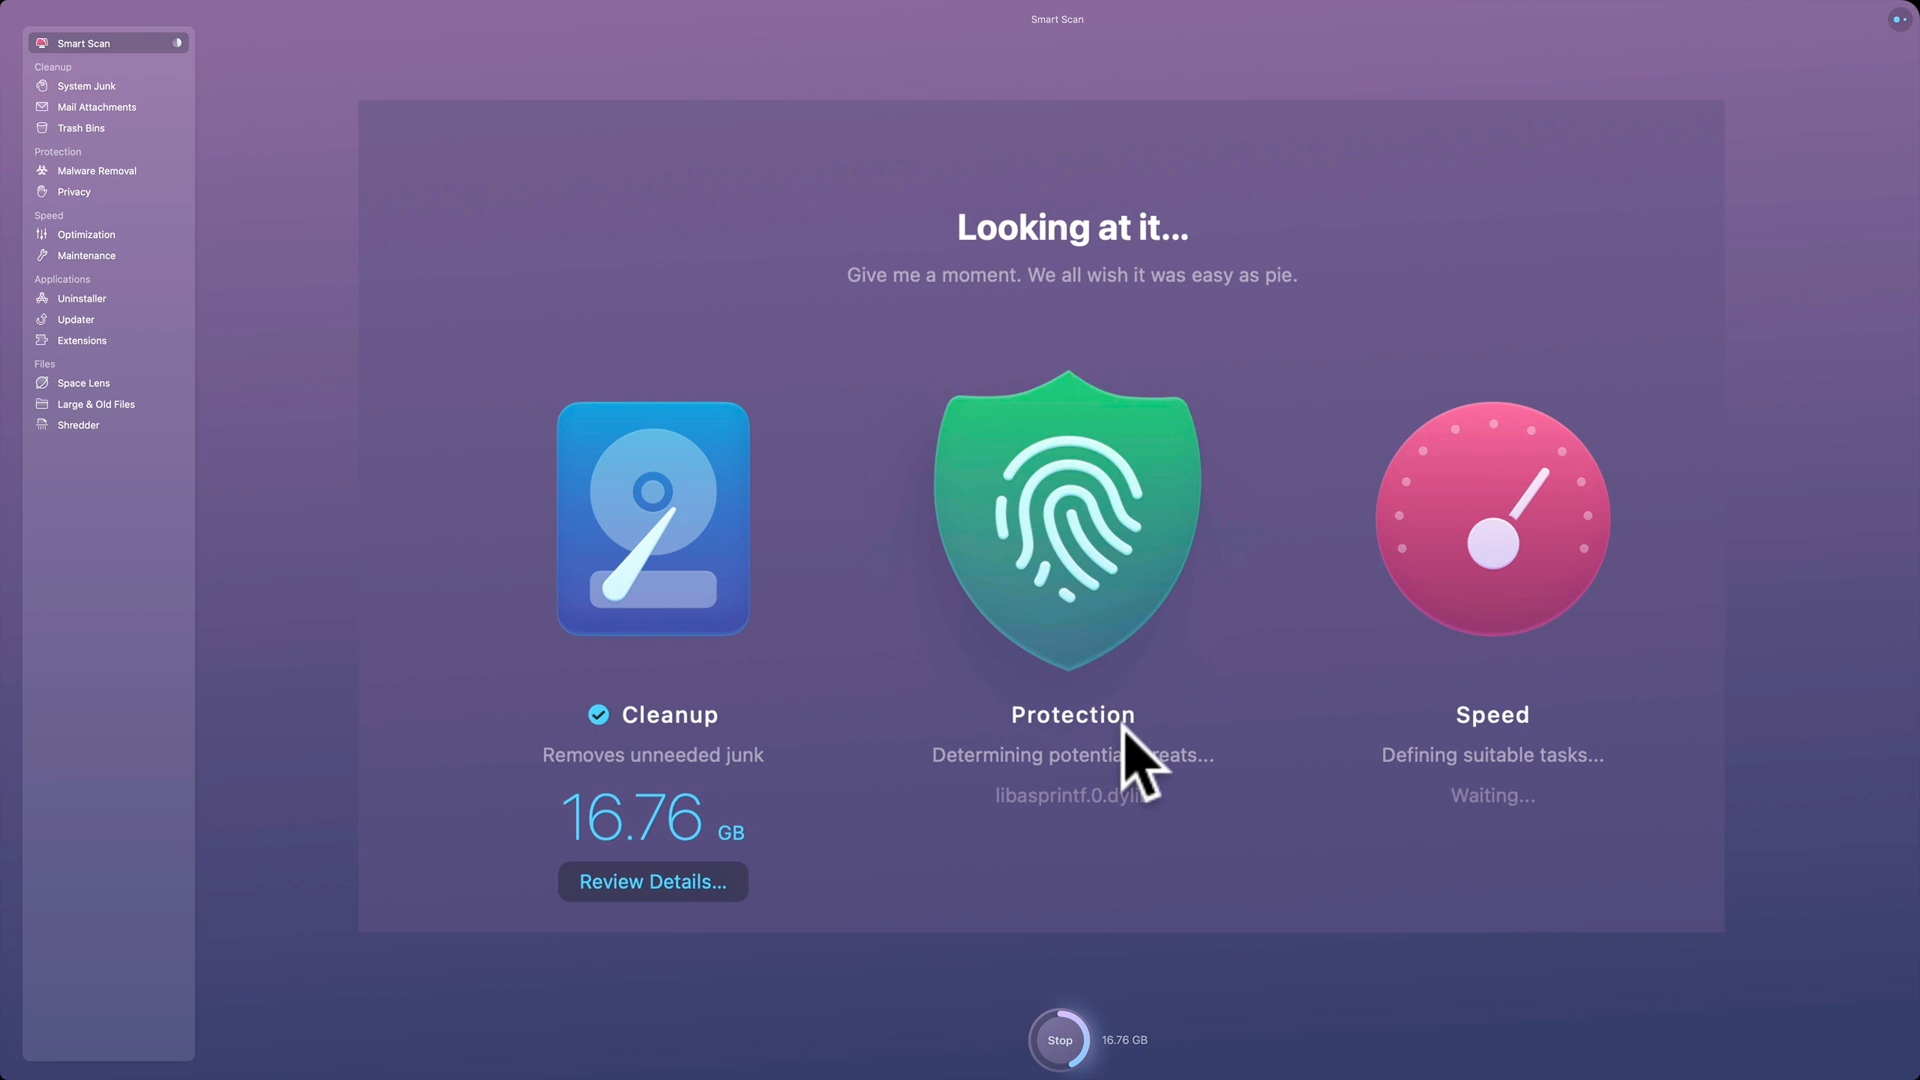 Smart Scan
Smart Scan
Cleanup
System Junk
Mail Attachments
Trash Bins
Protection
Malware Removal
Privacy
Speed
Optimization
Maintenance
Applications
Uninstaller
Updater
Extensions
Files
Space Lens
Large & Old Files
Shredder
Looking at it...
Give me a moment. We all wish it was easy as pie.
Cleanup
Removes unneeded junk
16.76 GB
Review Details...
Protection
Determining
Speed
Defining suitable tasks...
Waiting...
Stop
16.76 GB